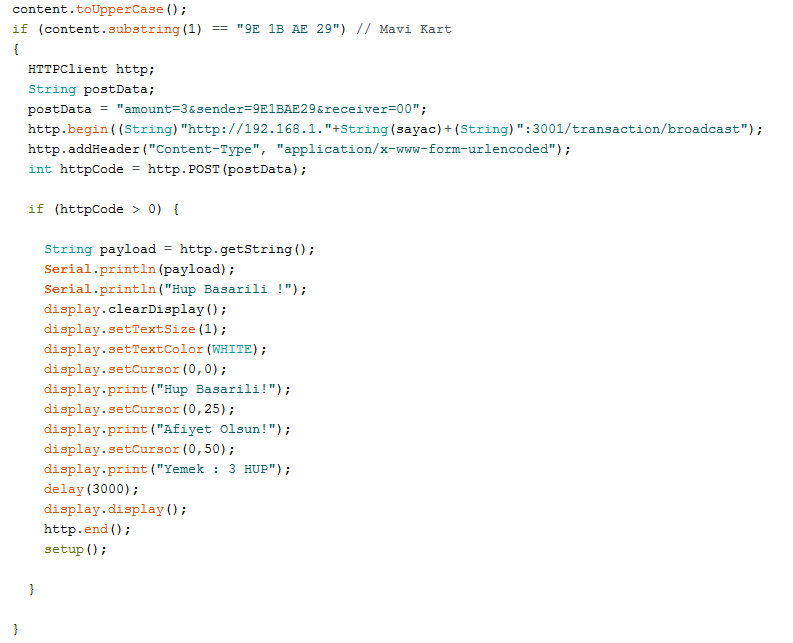 content.toUpperCase();
if (content.substring(1) == "9E 1B AE 29") // Mavi Kart
{
HTTPClient http;
String postData;
postData = "amount=3&sender=9E1BAE29&receiver=00";
http.begin((String)"http://192.168.1."+String(sayac)+(String)":3001/transaction/broadcast");
http.addHeader("Content-Type", "application/x-www-form-urlencoded");
int httpCode = http.POST(postData);
if (httpCode > 0) {
String payload = http.getString();
Serial.println(payload);
Serial.println("Hup Basarili !");
display.clearDisplay();
display.setTextSize(1);
display.setTextColor(WHITE);
display.setCursor(0,0);
display.print("Hup Basarili!");
display.setCursor(0,25);
display.print("Afiyet Olsun!");
display.setCursor(0,50);
display.print("Yemek : 3 HUP");
delay(3000);
display.display();
http.end();
setup();
}
}